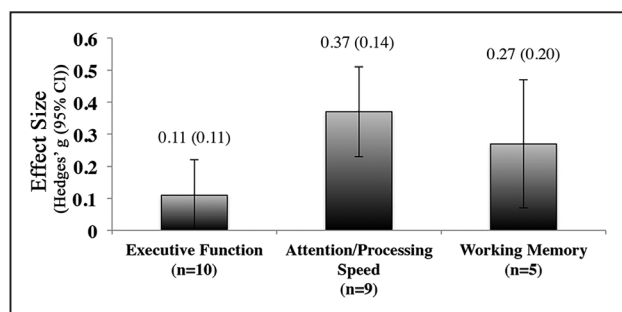 Effect Size
(Hedges' g (95% CI))
0.6
0.5
0.4
0.3
0.2
0.1
0
0.11 (0.11)
0.37 (0.14)
0.27 (0.20)
Executive Function
(n=10)
Attention/Processing
Speed
(n=9)
Working Memory
(n=5)